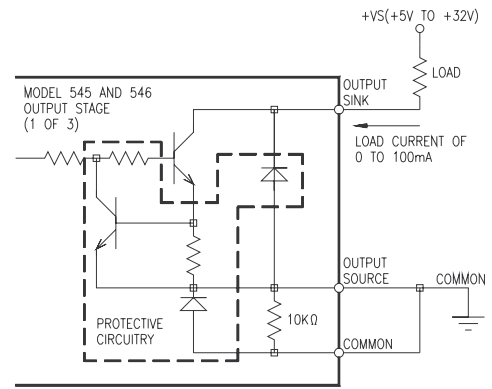 +VS(+5V TO +32V)
LOAD
OUTPUT
SINK
MODEL 545 AND 546
OUTPUT STAGE
(1 OF 3)
LOAD CURRENT OF
0 TO 100mA
OUTPUT
SOURCE
COMMON
10KΩ
PROTECTIVE
CIRCUITRY
COMMON